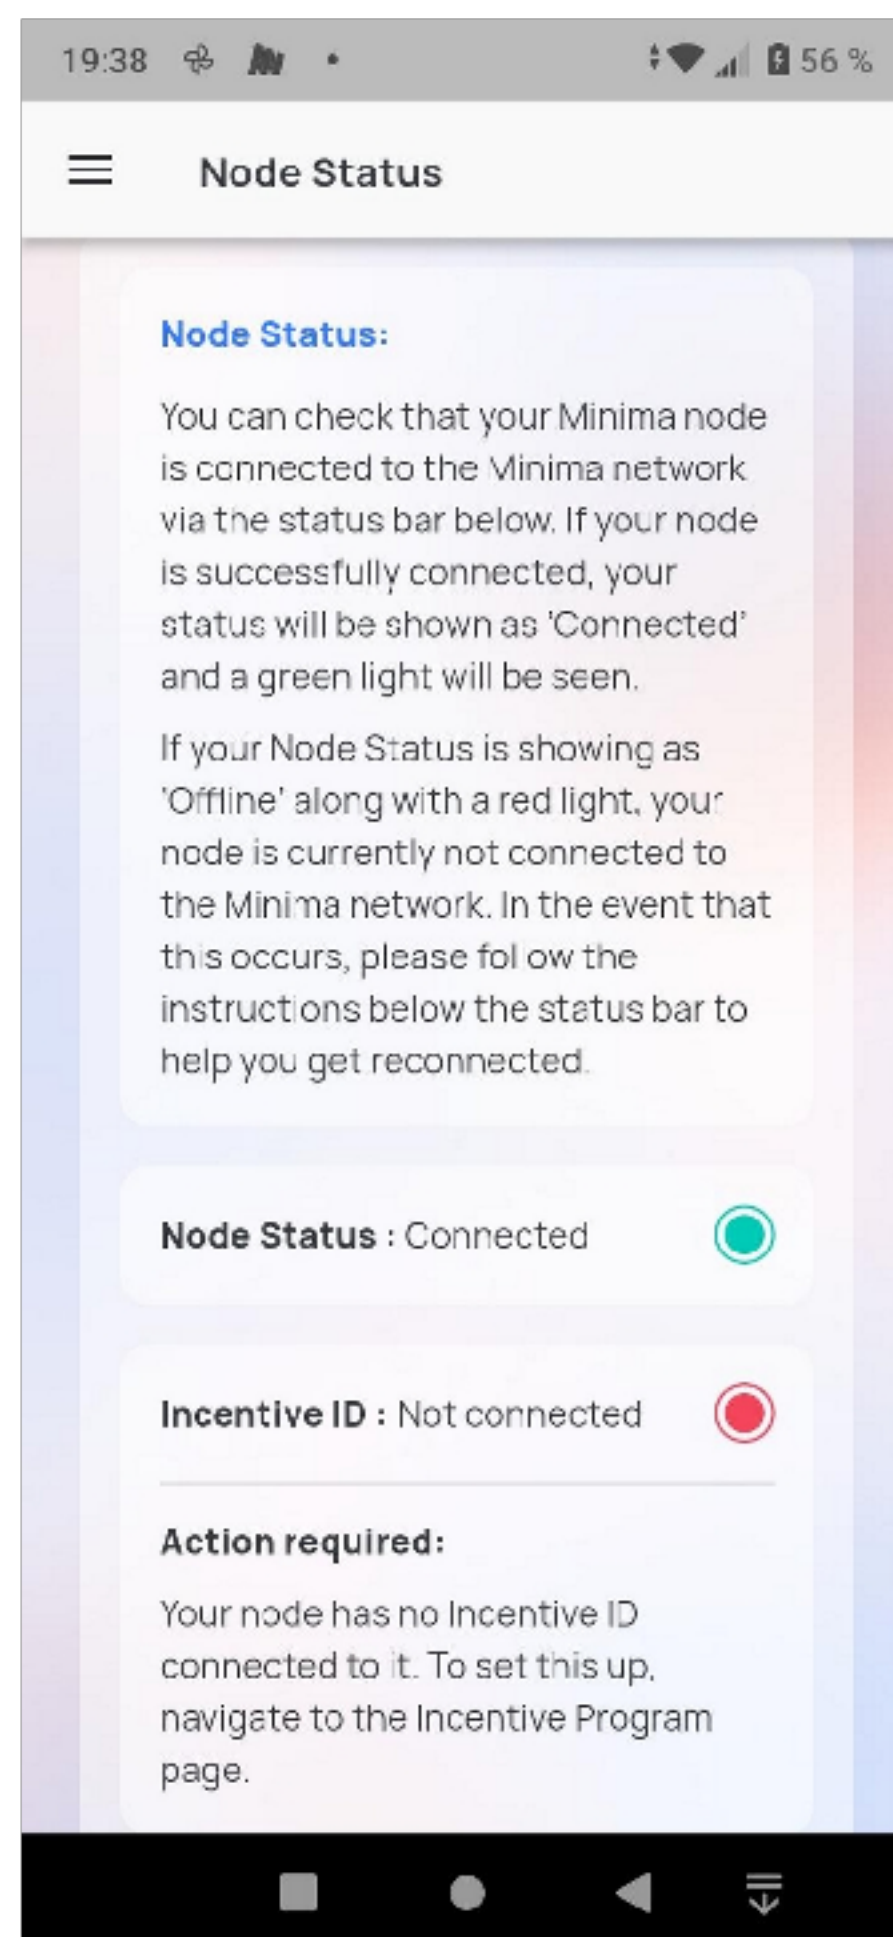 19:38
56 %
Node Status
Node Status:
You can check that your Minima node
is connected to the Minima network
via the status bar below. If your node
is successfully connected, your
status will be shown as 'Connected'
and a green light will be seen.
If your Node Status is showing as
'Offline' along with a red light, your
node is currently not connected to
the Minima network. In the event that
this occurs, please follow the
instructions below the status bar to
help you get reconnected.
Node Status : Connected
Incentive ID : Not connected
Action required:
Your node has no Incentive ID
connected to it. To set this up,
navigate to the Incentive Program
page.